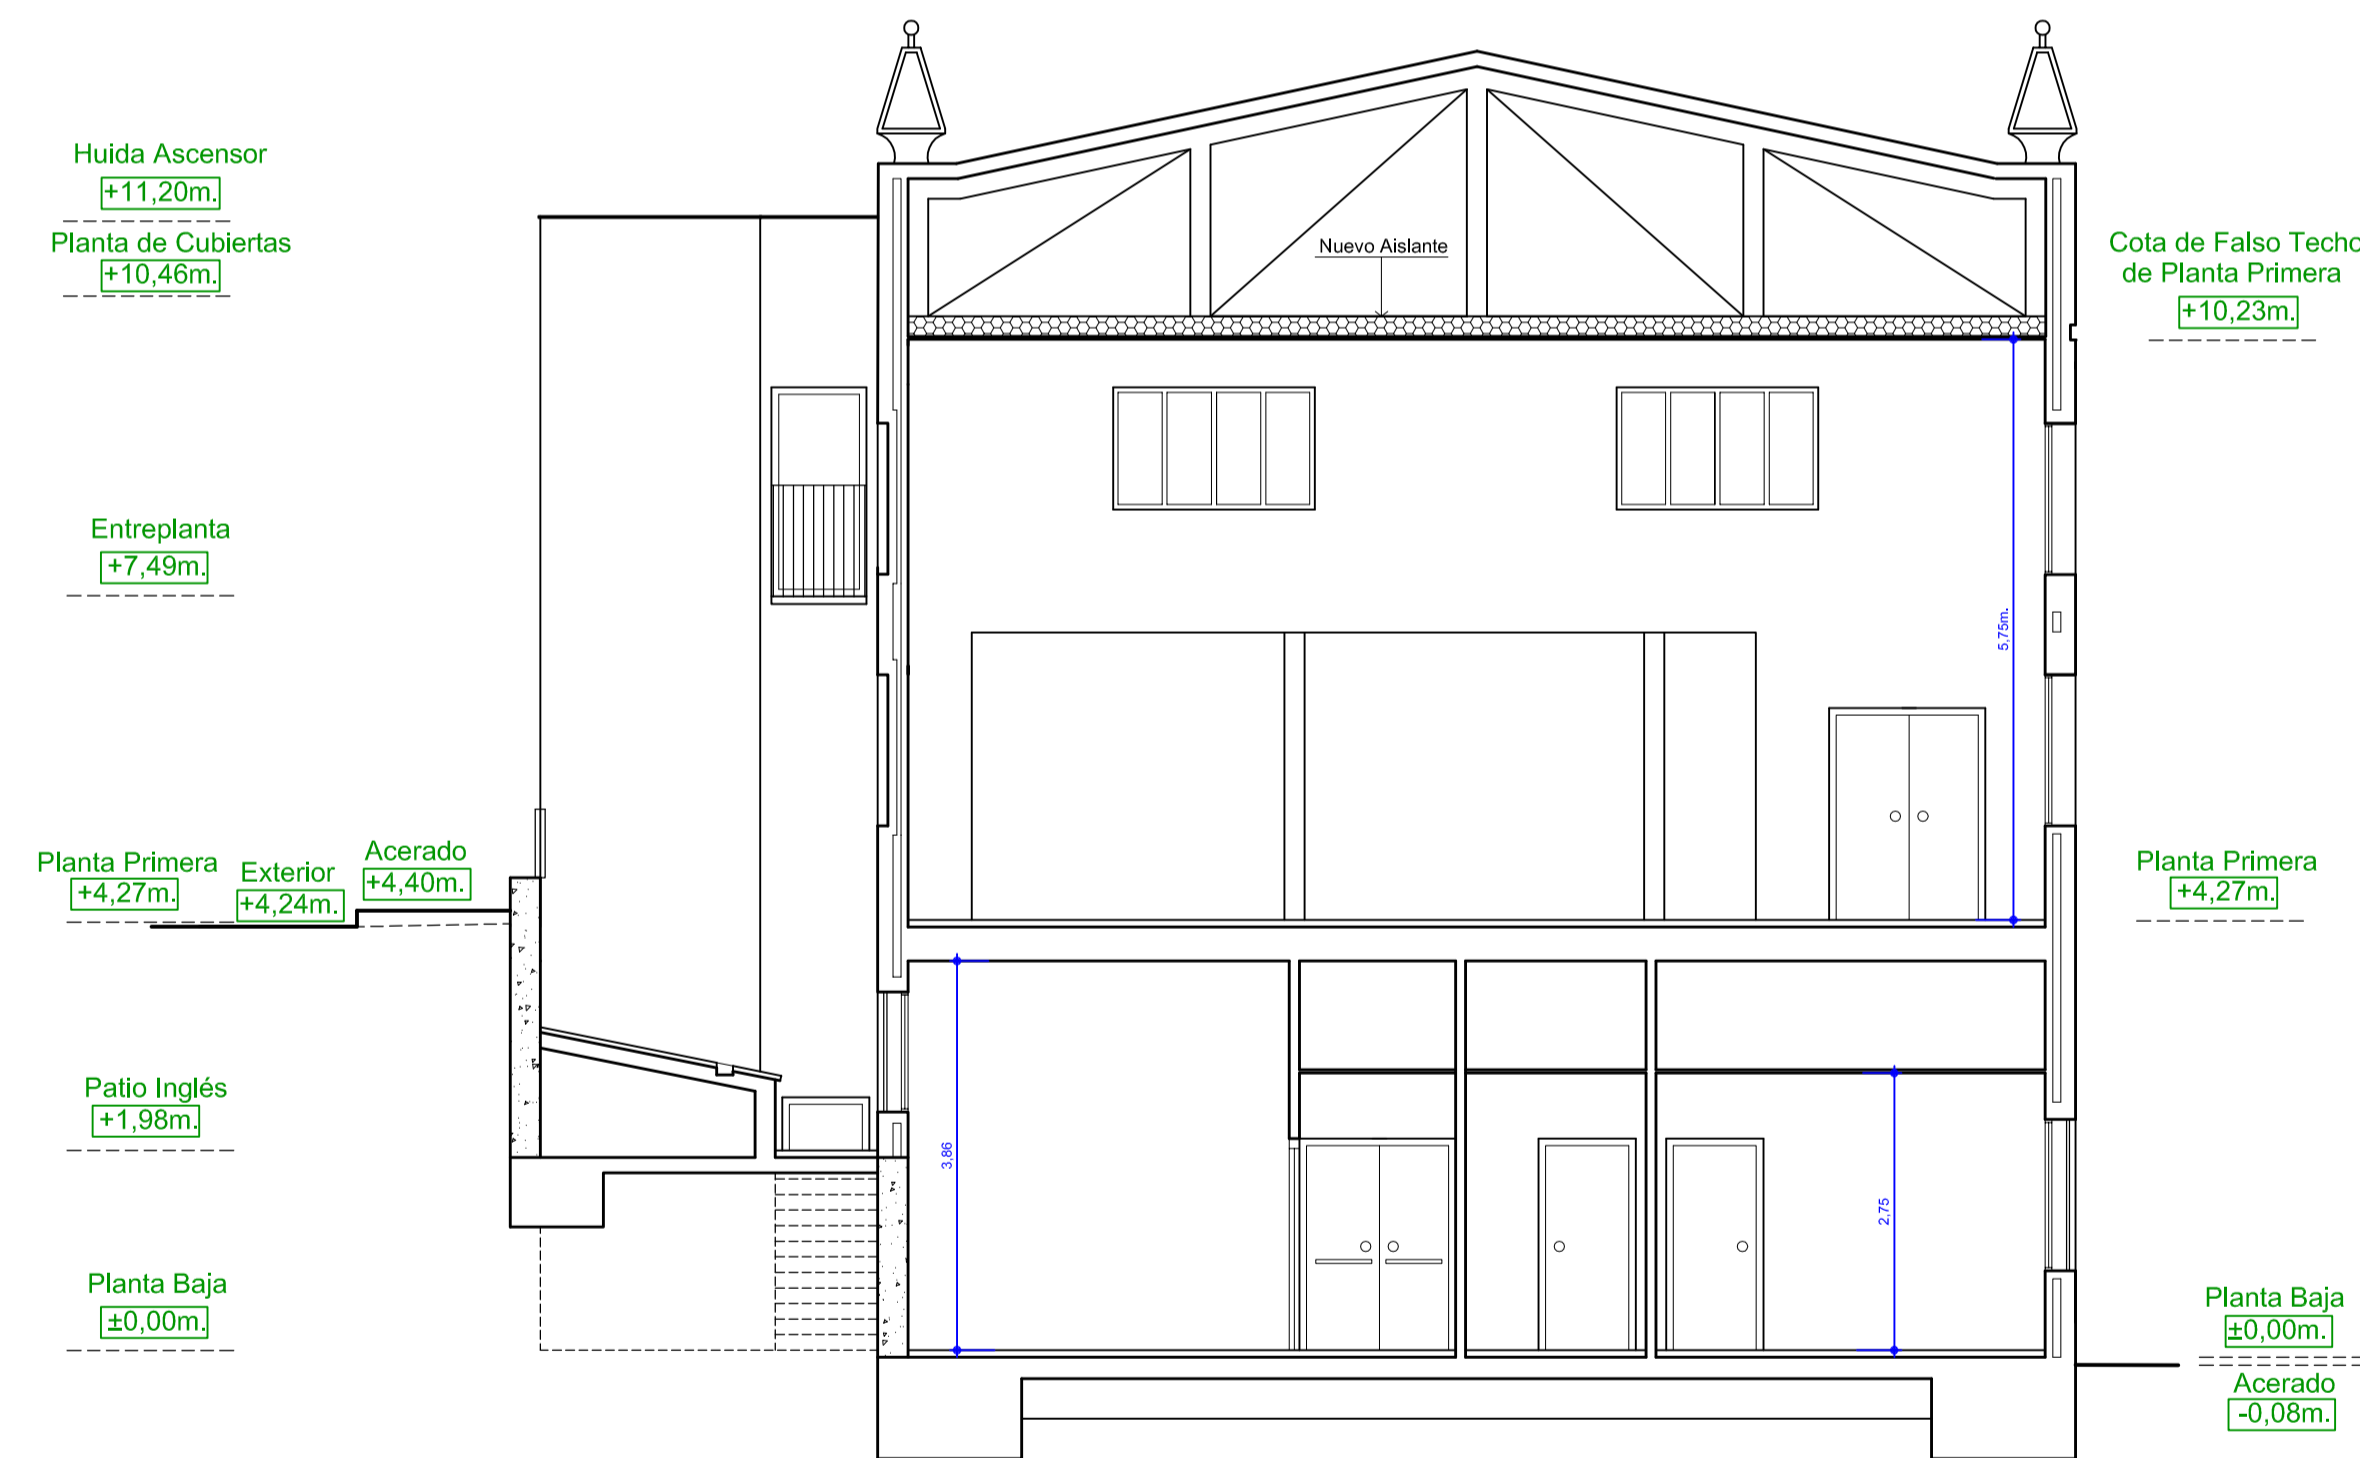 Huida Ascensor
+11,20m.
Planta de Cubiertas
+10,46m.
Nuevo Aislante
Cota de Falso Techo
de Planta Primera
+10,23m.
Entreplanta
+7,49m.
5,75m.
Planta Primera
+4,27m.
Exterior
+4,24m.
Acerado
+4,40m.
Planta Primera
+4,27m.
Patio Inglés
+1,98m.
3,86
2,75
Planta Baja
±0,00m.
Planta Baja
±0,00m.
Acerado
-0,08m.